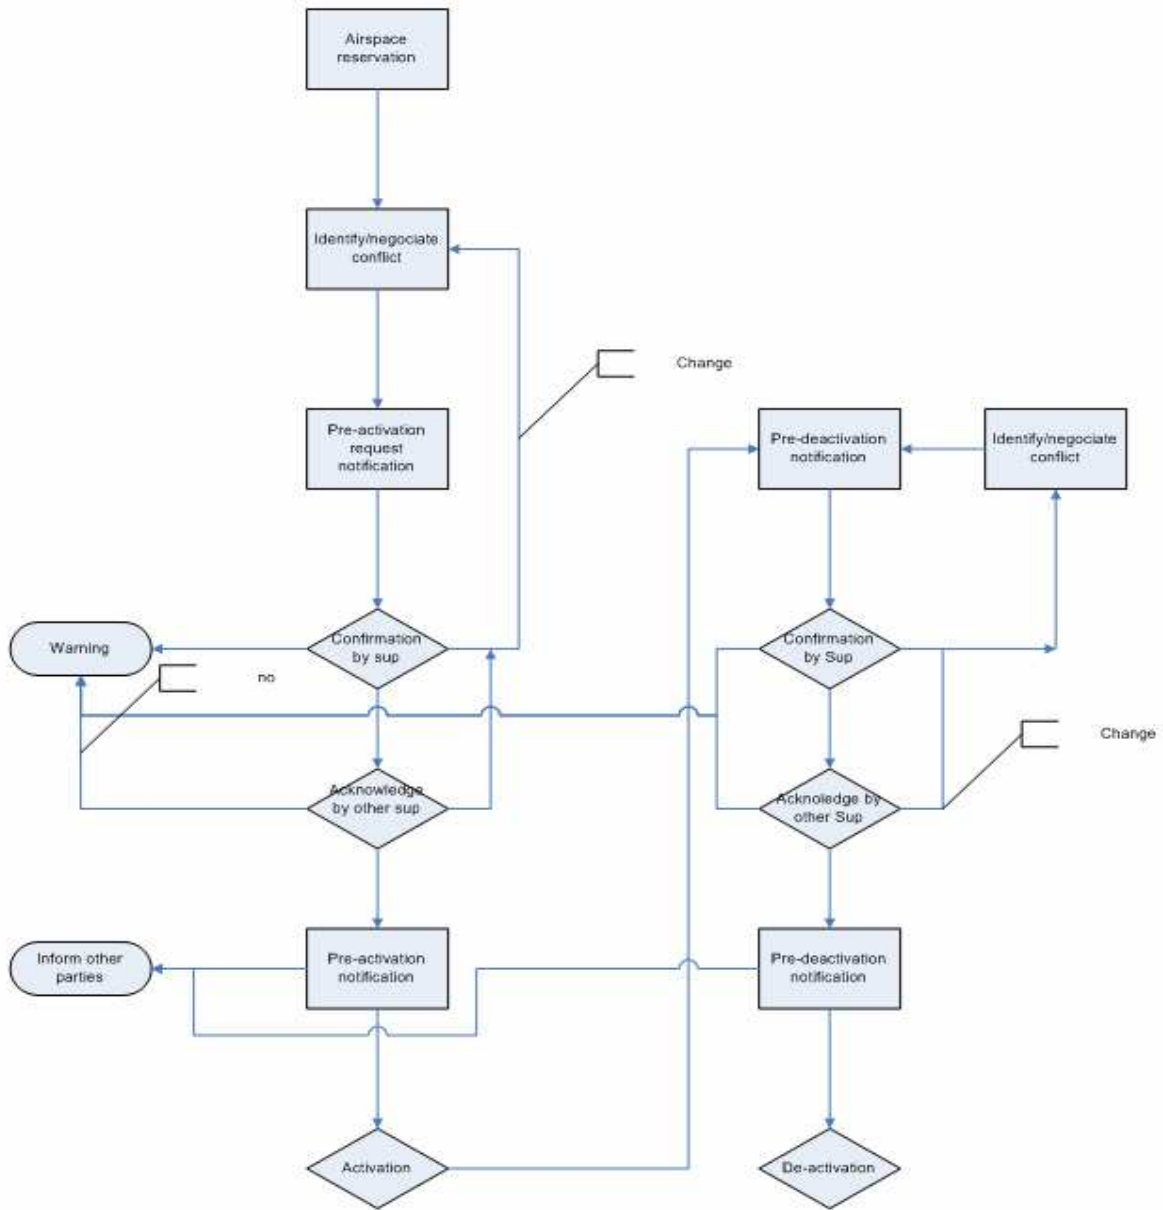 Airspace
reservation
Identify/negociate
conflict
Change
Pre-activation
request
notification
Pre-deactivation
notification
Identify/negociate
conflict
Warning
Confirmation
by sup
Confirmation
by Sup
no
Change
Acknowledge
by other sup
Acknoledge by
other Sup
Inform other
parties
Pre-activation
notification
Pre-deactivation
notification
Activation
De-activation